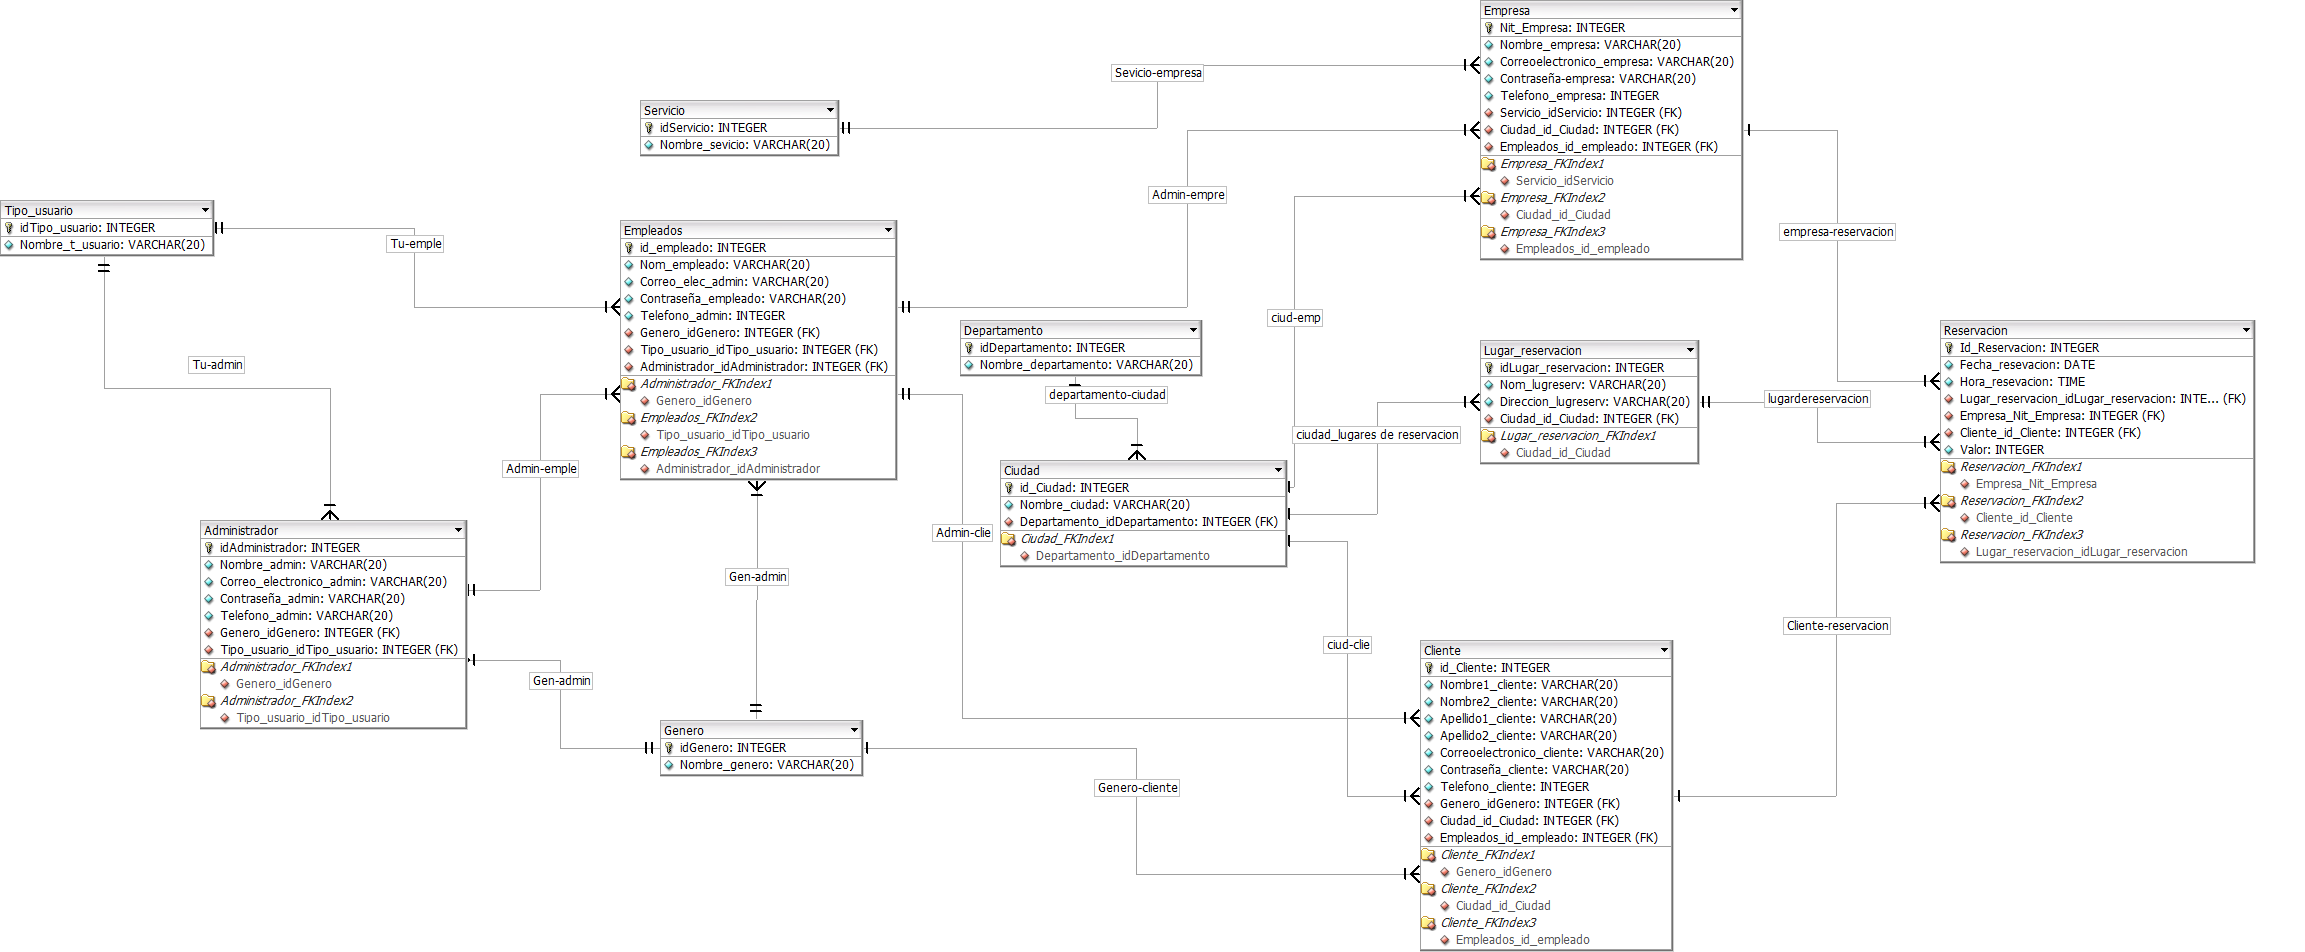 Empresa
Nit_Empresa: INTEGER
Nombre_empresa: VARCHAR(20)
Correoelectronico_empresa: VARCHAR(20)
Contraseña-empresa: VARCHAR(20)
Telefono_empresa: INTEGER
Servicio_idServicio: INTEGER (FK)
Ciudad_id_Ciudad: INTEGER (FK)
Empleados_id_empleado: INTEGER (FK)
Empresa_FKIndex1
Servicio_idServicio
Empresa_FKIndex2
Ciudad_id_Ciudad
Empresa_FKIndex3
Empleados_id_empleado
Sevicio-empresa
Servicio
idServicio: INTEGER
Nombre_sevicio: VARCHAR(20)
Admin-empre
Tipo_usuario
idTipo_usuario: INTEGER
Nombre_t_usuario: VARCHAR(20)
Tu-emple
Empleados
id_empleado: INTEGER
Nom_empleado: VARCHAR(20)
Correo_elec_admin: VARCHAR(20)
Contraseña_empleado: VARCHAR(20)
Telefono_admin: INTEGER
Genero_idGenero: INTEGER (FK)
Tipo_usuario_idTipo_usuario: INTEGER (FK)
Administrador_idAdministrador: INTEGER (FK)
Administrador_FKIndex1
Genero_idGenero
Empleados_FKIndex2
Tipo_usuario_idTipo_usuario
Empleados_FKIndex3
Administrador_idAdministrador
empresa-reservacion
ciud-emp
Departamento
idDepartamento: INTEGER
Nombre_departamento: VARCHAR(20)
departamento-ciudad
Lugar_reservacion
idLugar_reservacion: INTEGER
Nom_lugreserv: VARCHAR(20)
Direccion_lugreserv: VARCHAR(20)
Ciudad_id_Ciudad: INTEGER (FK)
Lugar_reservacion_FKIndex1
Ciudad_id_Ciudad
lugardereservacion
Reservacion
Id_Reservacion: INTEGER
Fecha_resevacion: DATE
Hora_resevacion: TIME
Lugar_reservacion_idLugar_reservacion: INTE... (FK)
Empresa_Nit_Empresa: INTEGER (FK)
Cliente_id_Cliente: INTEGER (FK)
Valor: INTEGER
Reservacion_FKIndex1
Empresa_Nit_Empresa
Reservacion_FKIndex2
Cliente_id_Cliente
Reservacion_FKIndex3
Lugar_reservacion_idLugar_reservacion
Tu-admin
ciudad_lugares de reservacion
Admin-emple
Ciudad
id_Ciudad: INTEGER
Nombre_ciudad: VARCHAR(20)
Departamento_idDepartamento: INTEGER (FK)
Ciudad_FKIndex1
Departamento_idDepartamento
Admin-clie
Administrador
idAdministrador: INTEGER
Nombre_admin: VARCHAR(20)
Correo_electronico_admin: VARCHAR(20)
Contraseña_admin: VARCHAR(20)
Telefono_admin: VARCHAR(20)
Genero_idGenero: INTEGER (FK)
Tipo_usuario_idTipo_usuario: INTEGER (FK)
Administrador_FKIndex1
Genero_idGenero
Administrador_FKIndex2
Tipo_usuario_idTipo_usuario
Gen-admin
Gen-admin
Cliente-reservacion
ciud-clie
Genero
idGenero: INTEGER
Nombre_genero: VARCHAR(20)
Genero-cliente
Cliente
id_Cliente: INTEGER
Nombre1_cliente: VARCHAR(20)
Nombre2_cliente: VARCHAR(20)
Apellido1_cliente: VARCHAR(20)
Apellido2_cliente: VARCHAR(20)
Correoelectronico_cliente: VARCHAR(20)
Contraseña_cliente: VARCHAR(20)
Telefono_cliente: INTEGER
Genero_idGenero: INTEGER (FK)
Ciudad_id_Ciudad: INTEGER (FK)
Empleados_id_empleado: INTEGER (FK)
Cliente_FKIndex1
Genero_idGenero
Cliente_FKIndex2
Ciudad_id_Ciudad
Cliente_FKIndex3
Empleados_id_empleado